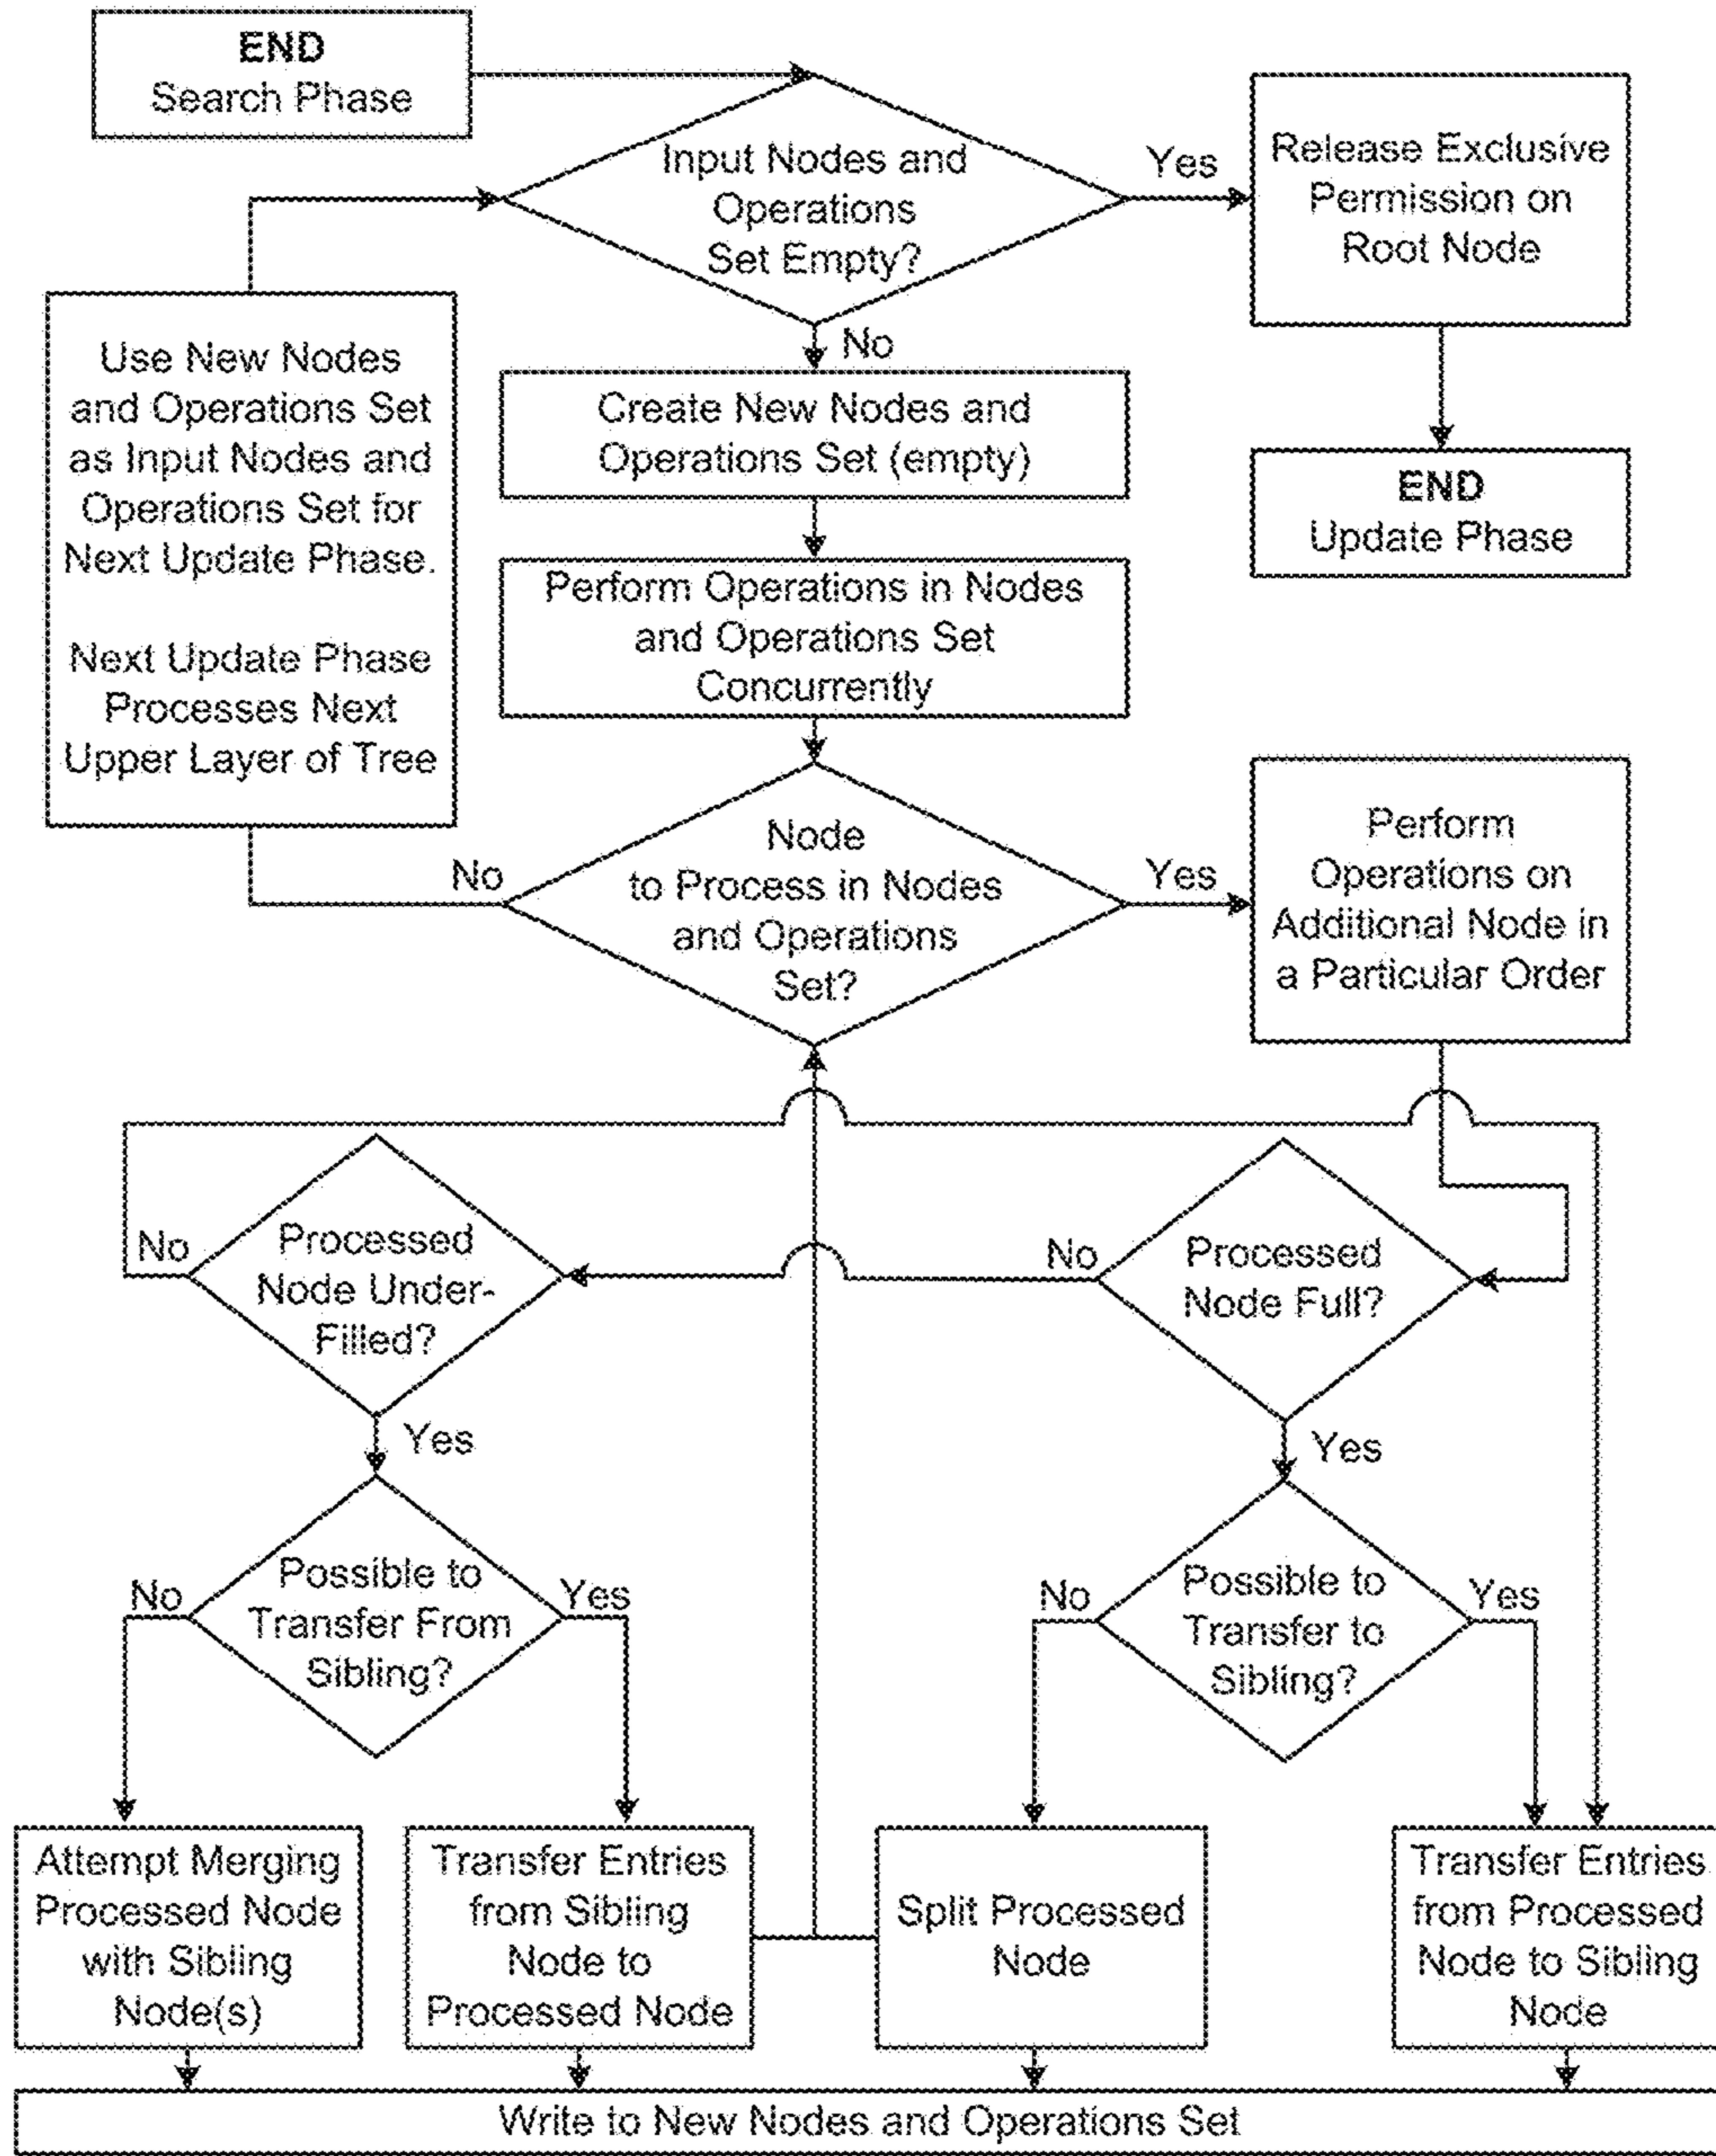 END
Search Phase
Input Nodes and
Operations
Set Empty?
Yes
Release Exclusive
Permission on
Root Node
No
Use New Nodes
and Operations Set
as Input Nodes and
Operations Set for
Next Update Phase.
Next Update Phase
Processes Next
Upper Layer of Tree
Create New Nodes and
Operations Set (empty)
END
Update Phase
Perform Operations in Nodes
and Operations Set
Concurrently
No
Node
to Process in Nodes
and Operations
Set?
Yes
Perform
Operations on
Additional Node in
a Particular Order
No
Processed
Node Under-
Filled?
No
Processed
Node Full?
Yes
Yes
No
Possible to
Transfer From
Sibling?
Yes
No
Possible to
Transfer to
Sibling?
Yes
Attempt Merging
Processed Node
with Sibling
Node(s)
Transfer Entries
from Sibling
Node to
Processed Node
Split Processed
Node
Transfer Entries
from Processed
Node to Sibling
Node
Write to New Nodes and Operations Set